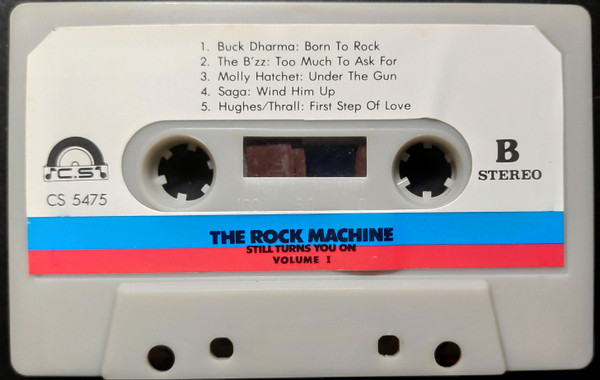 1. Buck Dharma: Born To Rock
2. The B'zz: Too Much To Ask For
3. Molly Hatchet: Under The Gun
4. Saga: Wind Him Up
5. Hughes/Thrall: First Step Of Love
C.S
CS 5475
B
STEREO
THE ROCK MACHINE
STILL TURNS YOU ON
VOLUME I